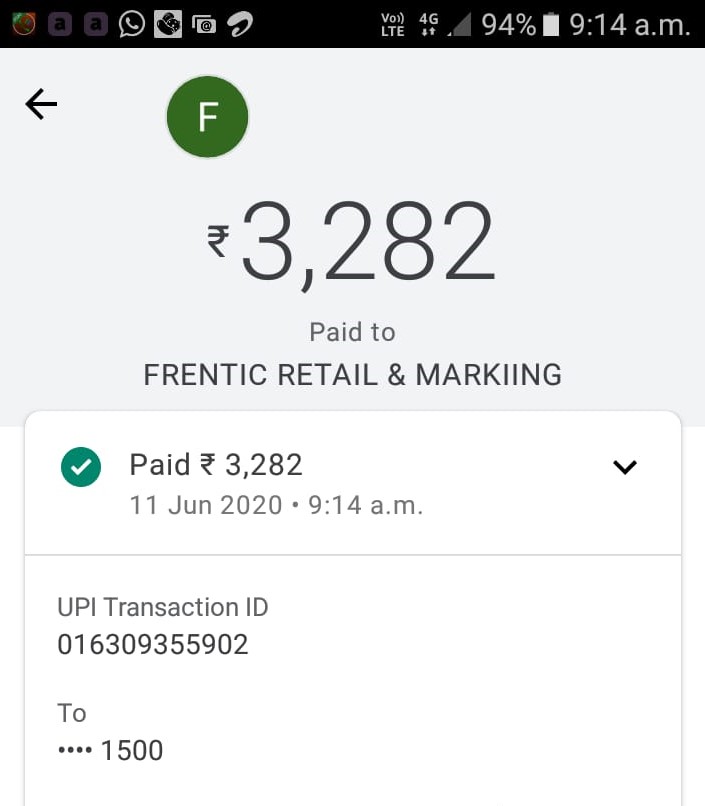 Vo) LTE 4G 94% 9:14 a.m.
F
₹3,282
Paid to
FRENTIC RETAIL & MARKIING
Paid ₹ 3,282
11 Jun 2020 • 9:14 a.m.
UPI Transaction ID
016309355902
To
•••• 1500